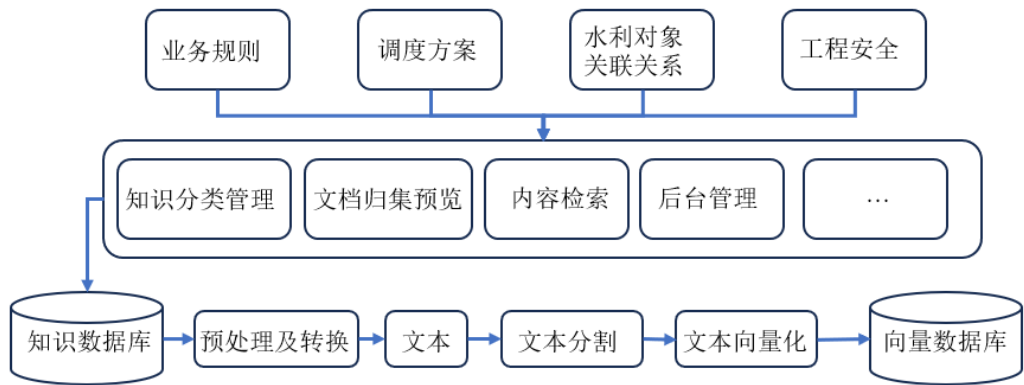 业务规则
调度方案
水利对象
关联关系
工程安全
知识分类管理
文档归集预览
内容检索
后台管理
…
知识数据库
预处理及转换
文本
文本分割
文本向量化
向量数据库